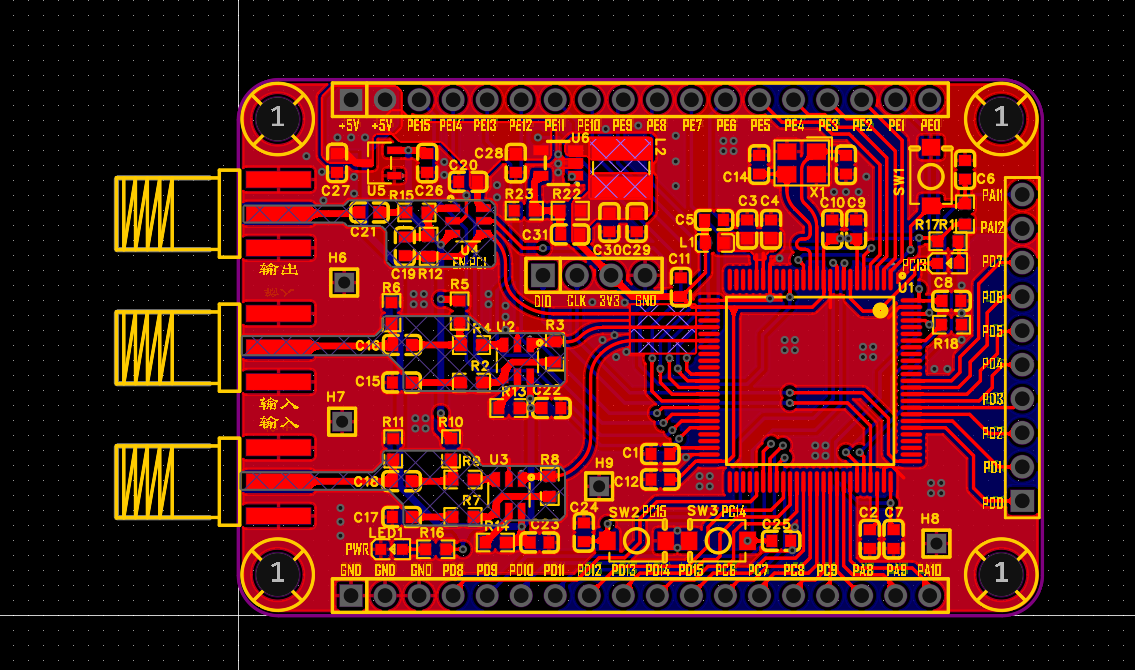 1
1
+5V +5V PE15 PE14 PE13 PE12 PE11 PE10 PE9 PE8 PE7 PE6 PE5 PE4 PE3 PE2 PE1 PE0
U6
L2
C28
C20
C27
U5
R15
C26
R23
R22
C14
X1
SW1
C6
PA11
C21
C31
C30
C29
C5
C3
C4
C10
C9
R17
PA12
L1
U4
C19
R12
输出
H6
C11
PC13
U1
PD7
R6
R5
DIO CLK 3V3 GND
C8
PD6
R4
U2
R3
C16
R18
PD5
R2
C15
PD4
输入
R13
C22
PD3
输入
H7
R11
R10
PD2
R9
U3
R8
C1
H9
C18
C12
PD1
R7
C17
C24
SW2
PC15
SW3
PC14
PD0
LED1
R16
R14
C23
C25
C2
C7
H8
PWR
GND GND GND PD8 PD9 PD10 PD11 PD12 PD13 PD14 PD15 PC6 PC7 PC8 PC9 PA8 PA9 PA10
1
1